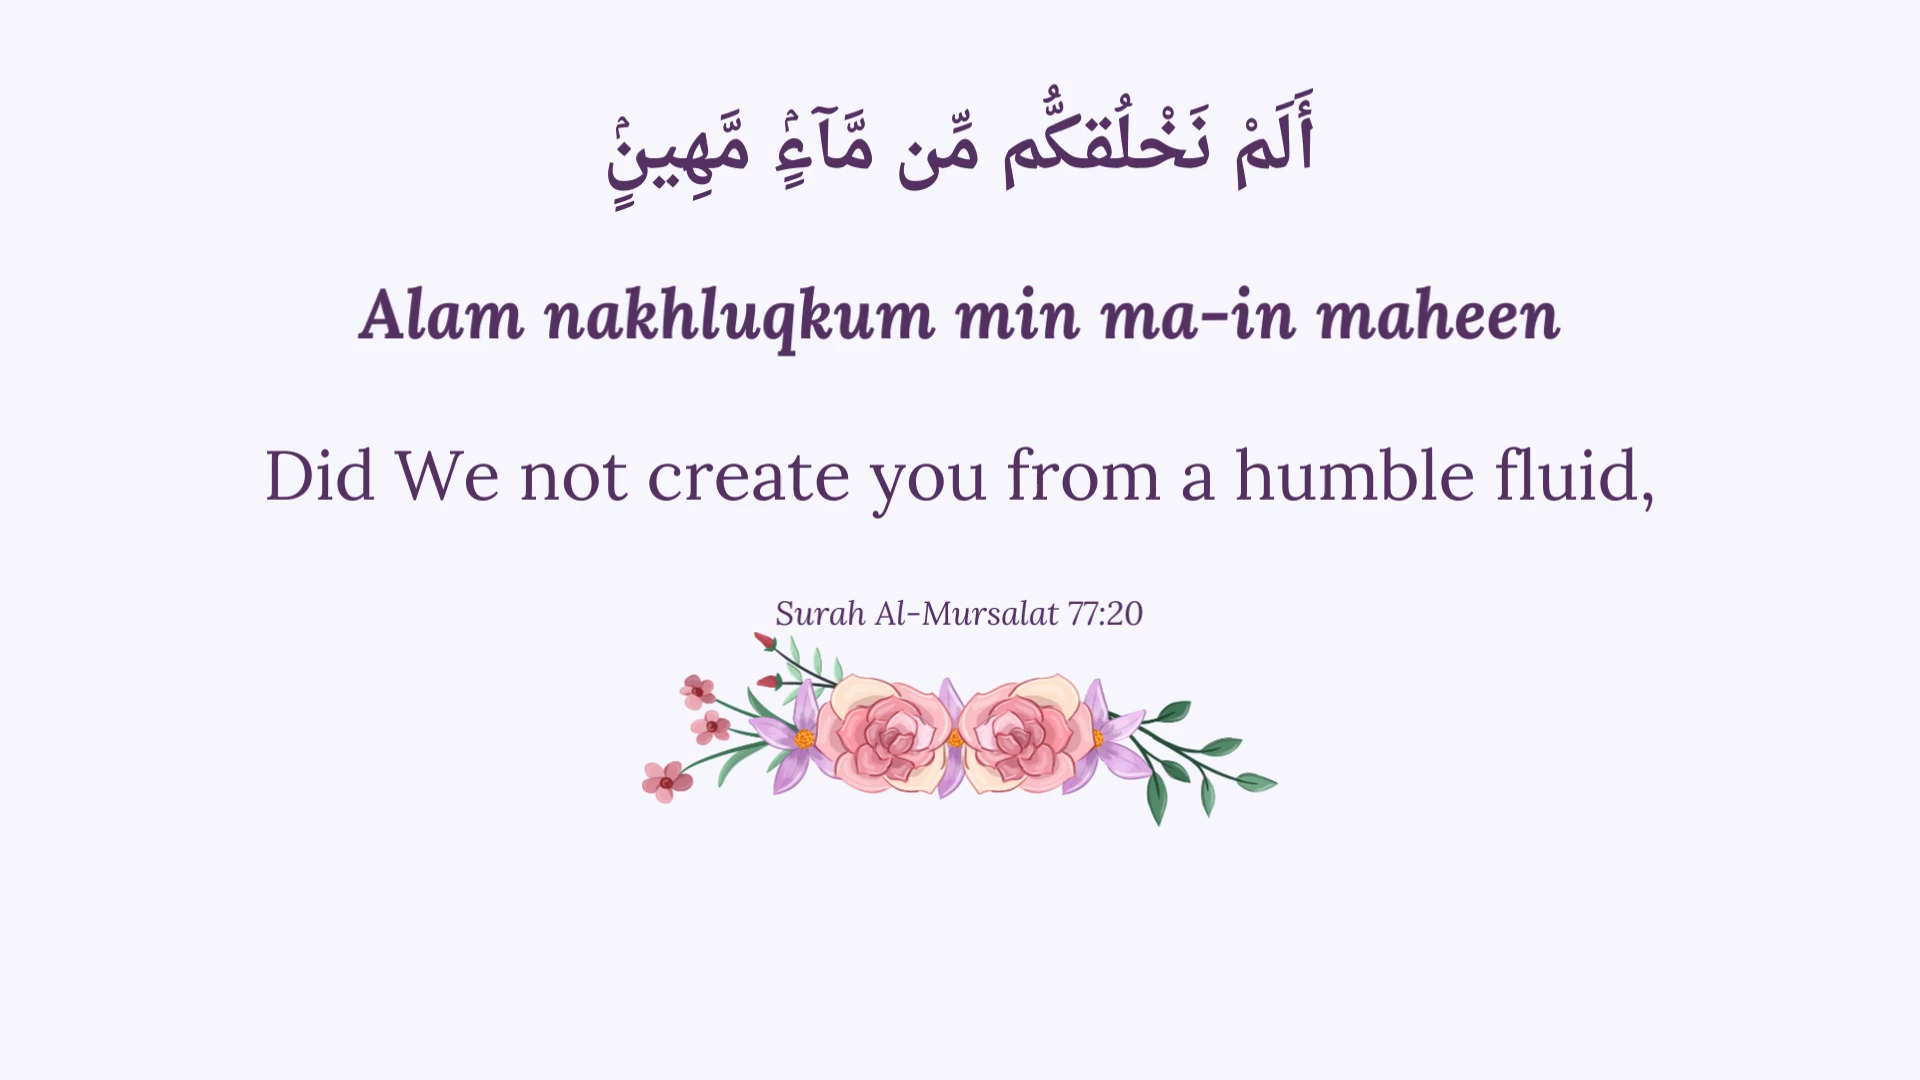 أَلَمْ نَخْلُقكُّم مِّن مَّآءٍۢ مَّهِينٍۢ
Alam nakhluqkum min ma-in maheen
Did We not create you from a humble fluid,
Surah Al-Mursalat 77:20